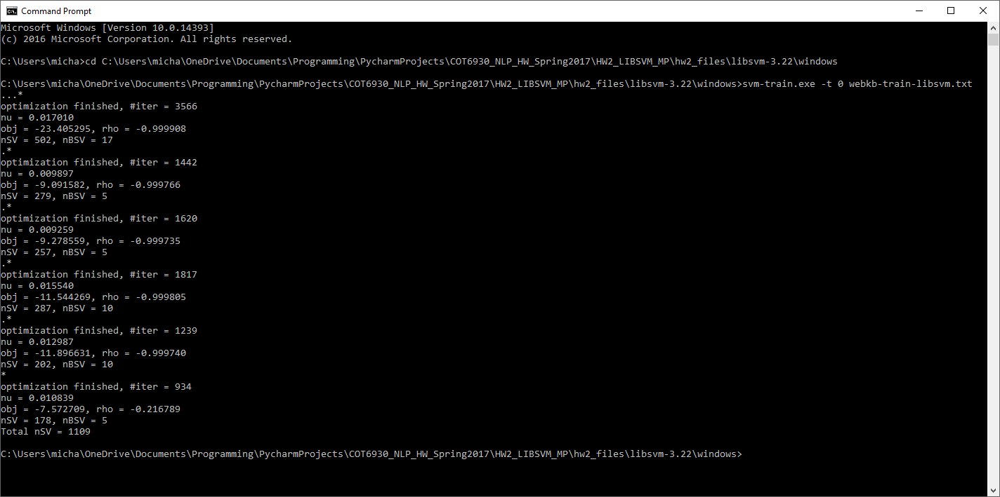 Command Prompt
Microsoft Windows [Version 10.0.14393]
(c) 2016 Microsoft Corporation. All rights reserved.
C:\Users\micha>cd C:\Users\micha\OneDrive\Documents\Programming\PycharmProjects\COT6930_NLP_HW_Spring2017\HW2_LIBSVM_MP\hw2_files\libsvm-3.22\windows
C:\Users\micha\OneDrive\Documents\Programming\PycharmProjects\COT6930_NLP_HW_Spring2017\HW2_LIBSVM_MP\hw2_files\libsvm-3.22\windows>svm-train.exe -t 0 webkb-train-libsvm.txt
...*
optimization finished, #iter = 3566
nu = 0.017010
obj = -23.405295, rho = -0.999908
nSV = 502, nBSV = 17
.*
optimization finished, #iter = 1442
nu = 0.009897
obj = -9.091582, rho = -0.999766
nSV = 279, nBSV = 5
.*
optimization finished, #iter = 1620
nu = 0.009259
obj = -9.278559, rho = -0.999735
nSV = 257, nBSV = 5
.*
optimization finished, #iter = 1817
nu = 0.015540
obj = -11.544269, rho = -0.999805
nSV = 287, nBSV = 10
.*
optimization finished, #iter = 1239
nu = 0.012987
obj = -11.896631, rho = -0.999740
nSV = 202, nBSV = 10
*
optimization finished, #iter = 934
nu = 0.010839
obj = -7.572709, rho = -0.216789
nSV = 178, nBSV = 5
Total nSV = 1109
C:\Users\micha\OneDrive\Documents\Programming\PycharmProjects\COT6930_NLP_HW_Spring2017\HW2_LIBSVM_MP\hw2_files\libsvm-3.22\windows>